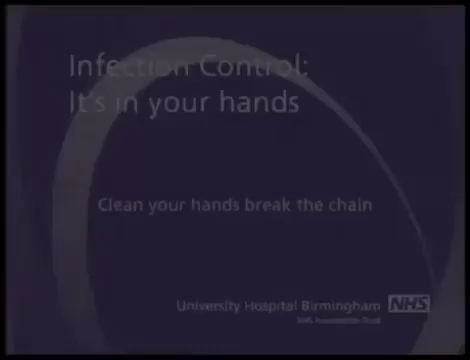 Infection Control:
It's in your hands
Clean your hands break the chain
University Hospital Birmingham NHS
NHS Foundation Trust